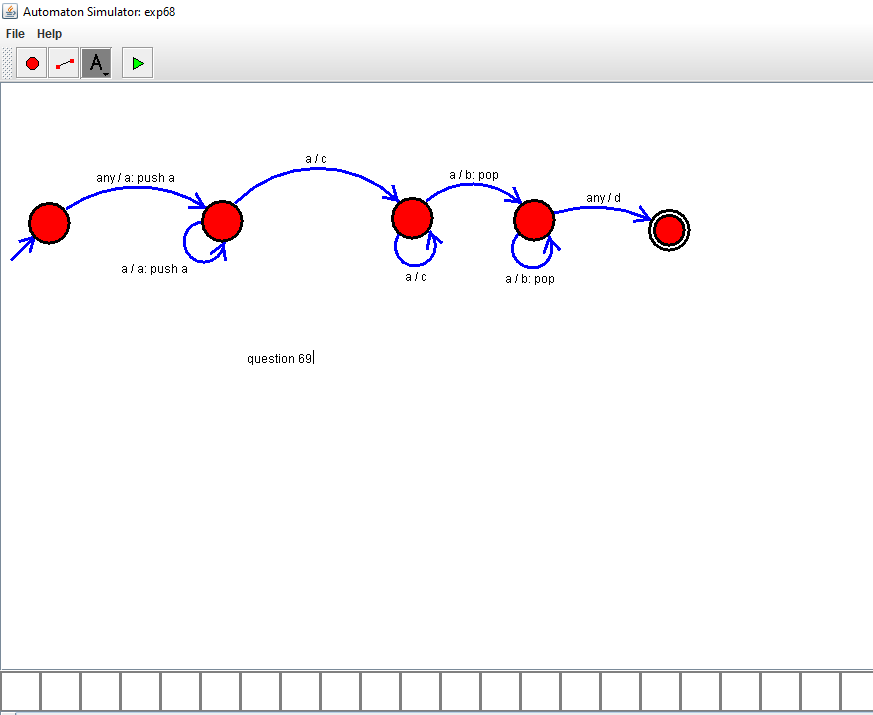 Automaton Simulator: exp68
File Help
A
a / c
any / a: push a
a / b: pop
any / d
a / a: push a
a / c
a / b: pop
question 69